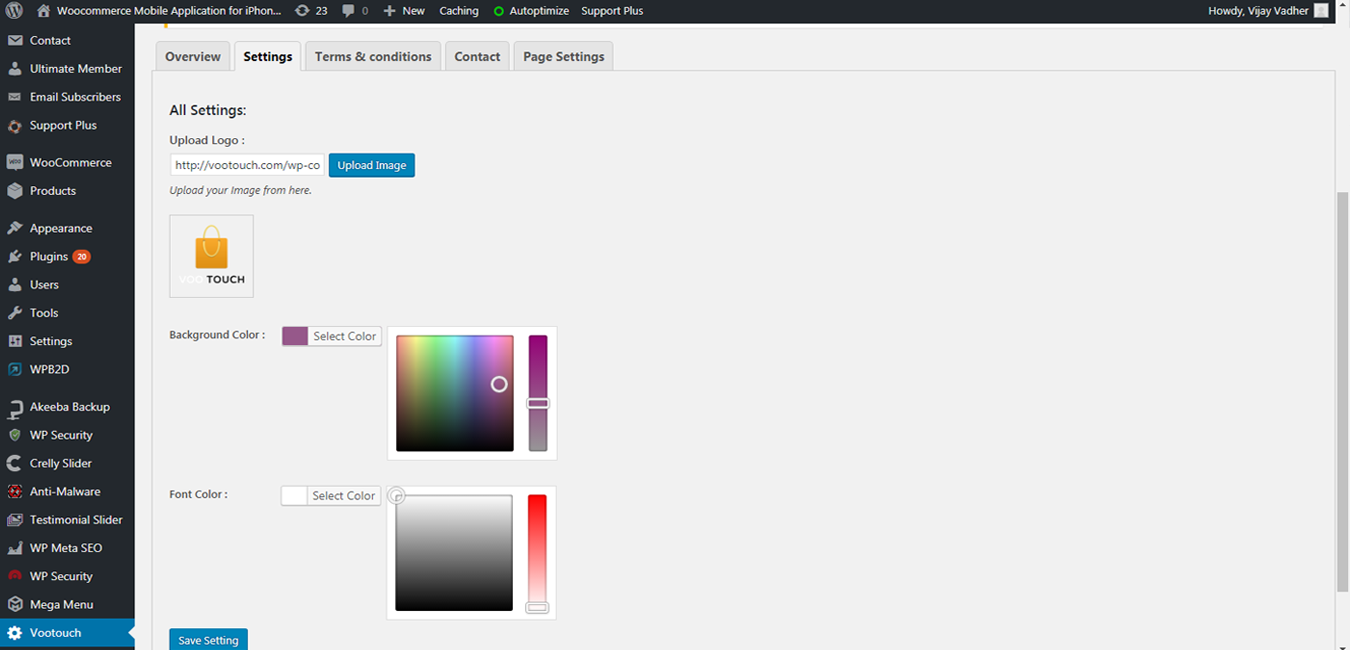 Woocommerce Mobile Application for iPhon... 23 0 New Caching Autoptimize Support Plus Howdy, Vijay Vadher
Contact
Ultimate Member
Email Subscribers
Support Plus
WooCommerce
Products
Appearance
Plugins 20
Users
Tools
Settings
WPB2D
Akeeba Backup
WP Security
Crelly Slider
Anti-Malware
Testimonial Slider
WP Meta SEO
WP Security
Mega Menu
Vootouch
Overview Settings Terms & conditions Contact Page Settings
All Settings:
Upload Logo :
http://vootouch.com/wp-co Upload Image
Upload your Image from here.
VOO TOUCH
Background Color : Select Color
Font Color : Select Color
Save Setting